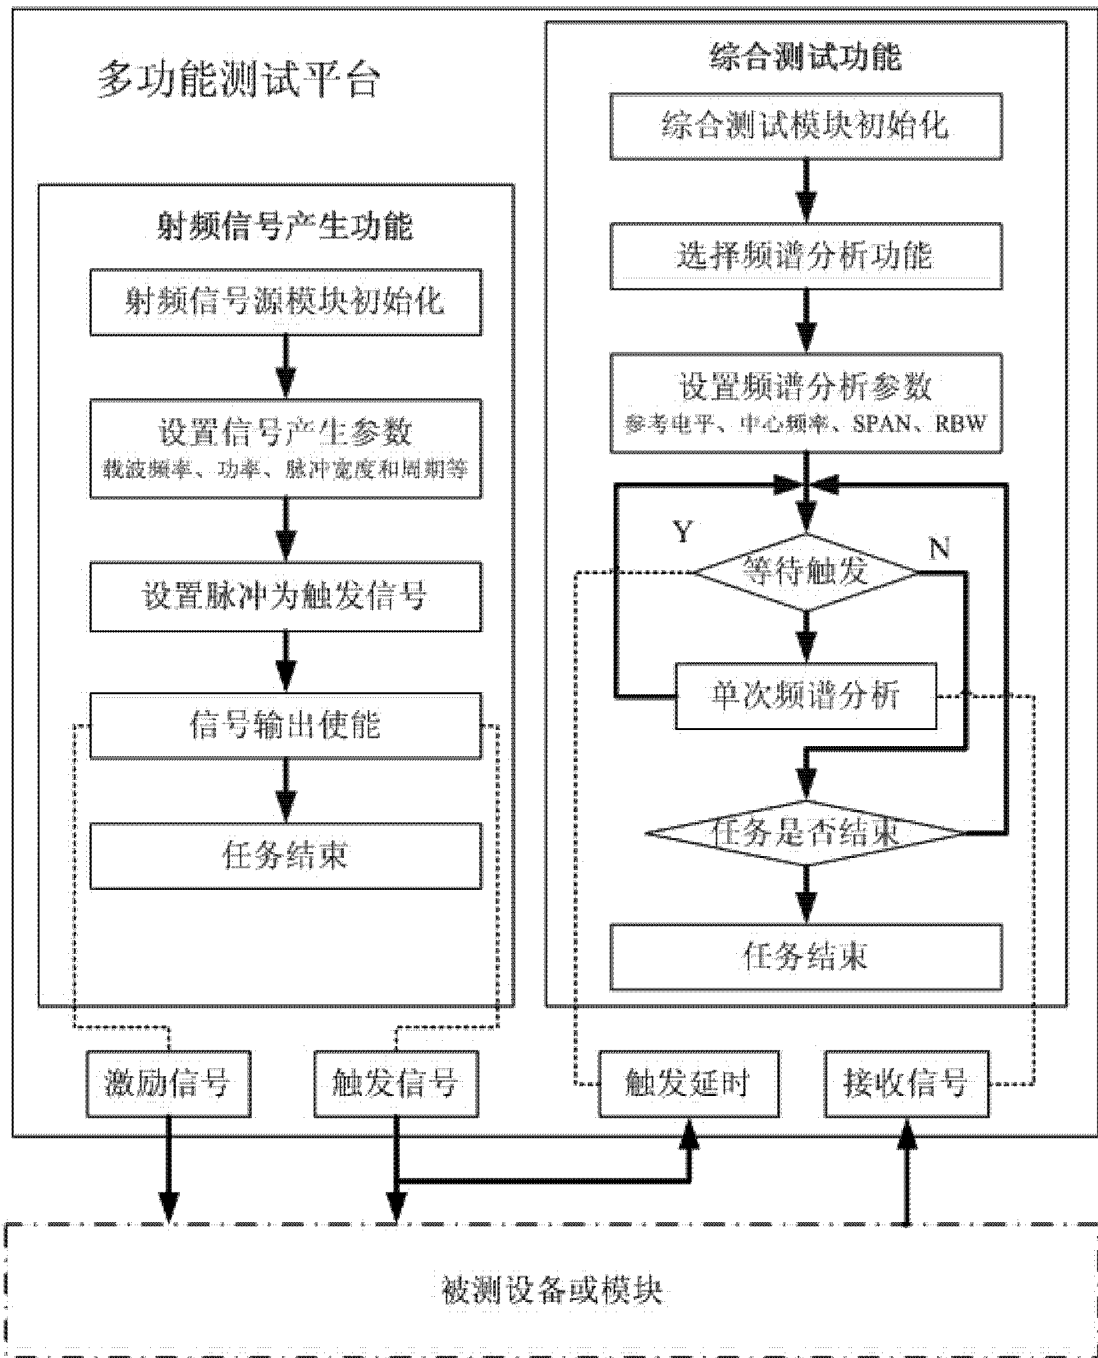 多功能测试平台
射频信号产生功能
射频信号源模块初始化
设置信号产生参数
载波频率、功率、脉冲宽度和周期等
设置脉冲为触发信号
信号输出使能
任务结束
综合测试功能
综合测试模块初始化
选择频谱分析功能
设置频谱分析参数
参考电平、中心频率、SPAN、RBW
Y
N
等待触发
单次频谱分析
任务是否结束
任务结束
激励信号
触发信号
触发延时
接收信号
被测设备或模块